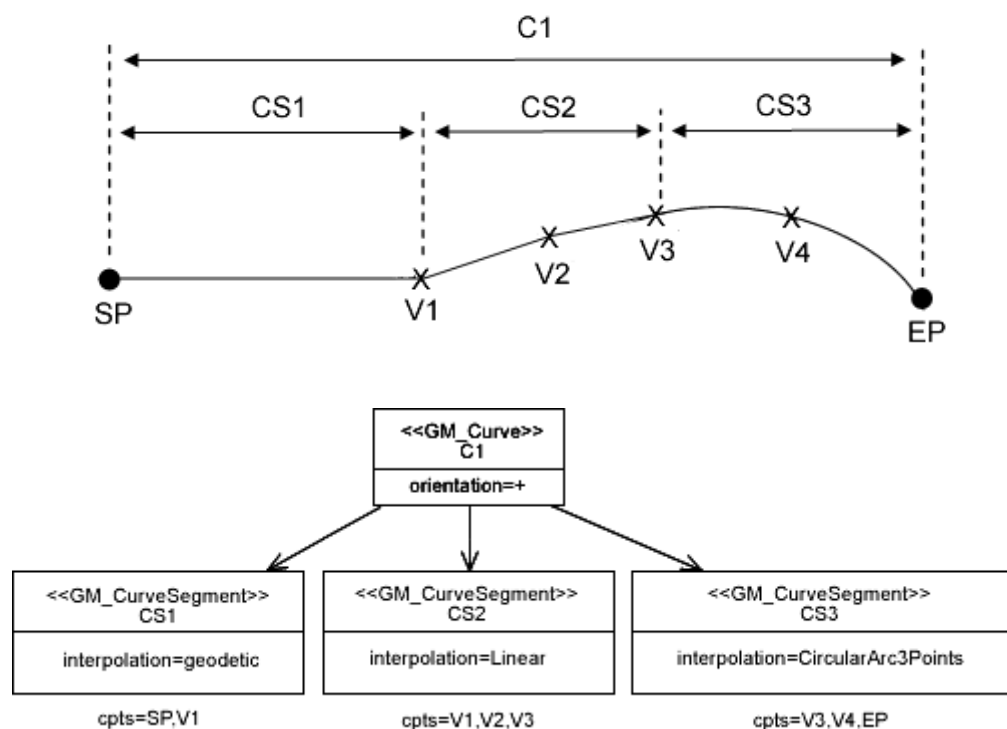 C1
CS1 CS2 CS3
V2 V3 V4
SP V1 EP
<<GM_Curve>>
C1
orientation=+
<<GM_CurveSegment>>
CS1
interpolation=geodetic
cpts=SP,V1
<<GM_CurveSegment>>
CS2
interpolation=Linear
cpts=V1,V2,V3
<<GM_CurveSegment>>
CS3
interpolation=CircularArc3Points
cpts=V3,V4,EP